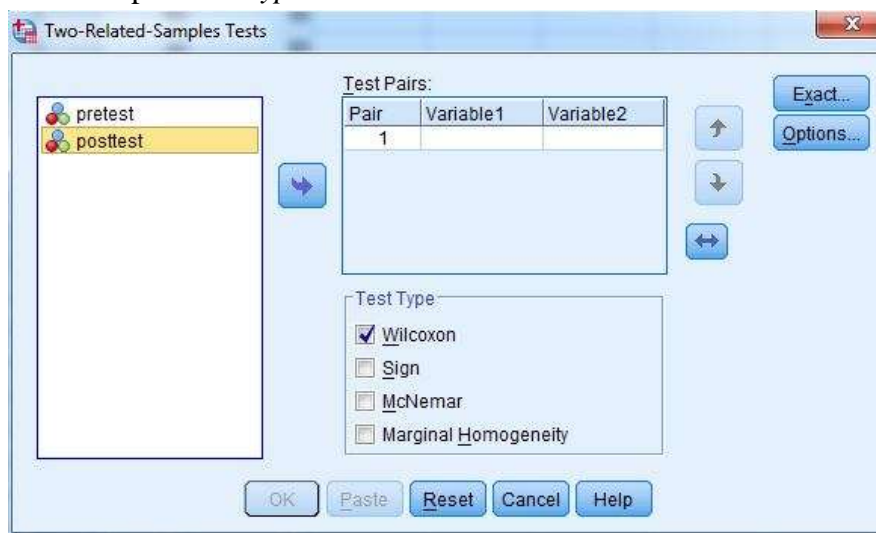 Two-Related-Samples Tests
pretest
posttest
Test Pairs:
Pair Variable1 Variable2
1
Exact...
Options...
Test Type
Wilcoxon
Sign
McNemar
Marginal Homogeneity
OK Paste Reset Cancel Help